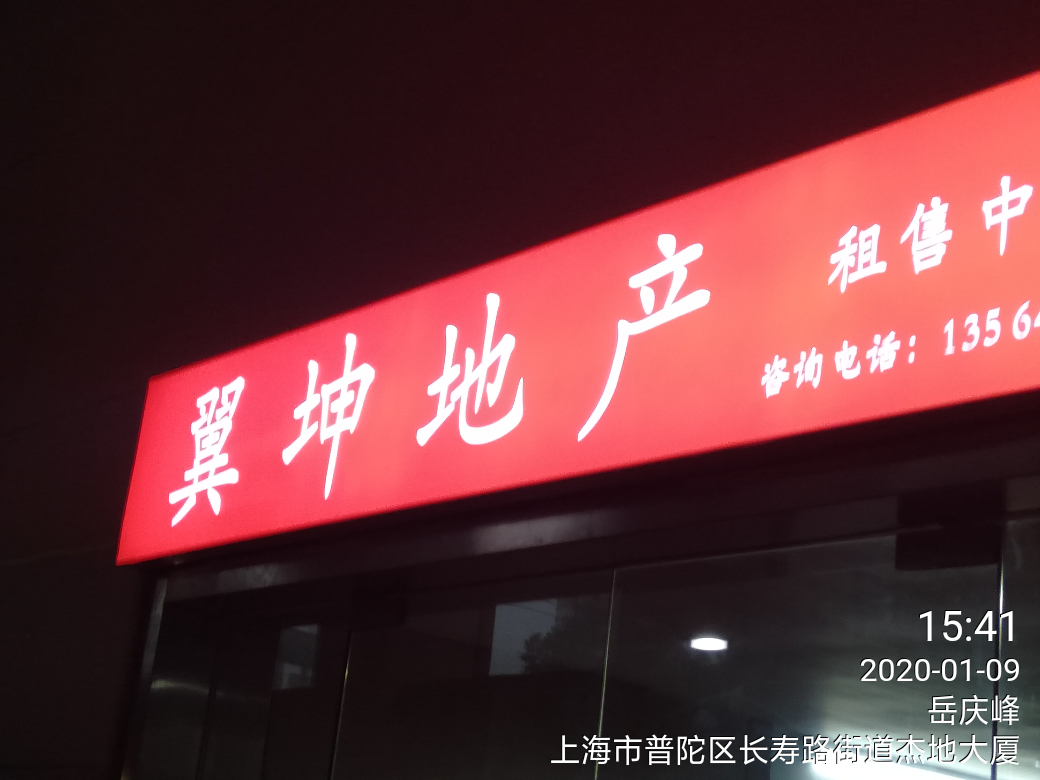 翼坤地产
租售中
咨询电话：13564
15:41
2020-01-09
岳庆峰
上海市普陀区长寿路街道杰地大厦